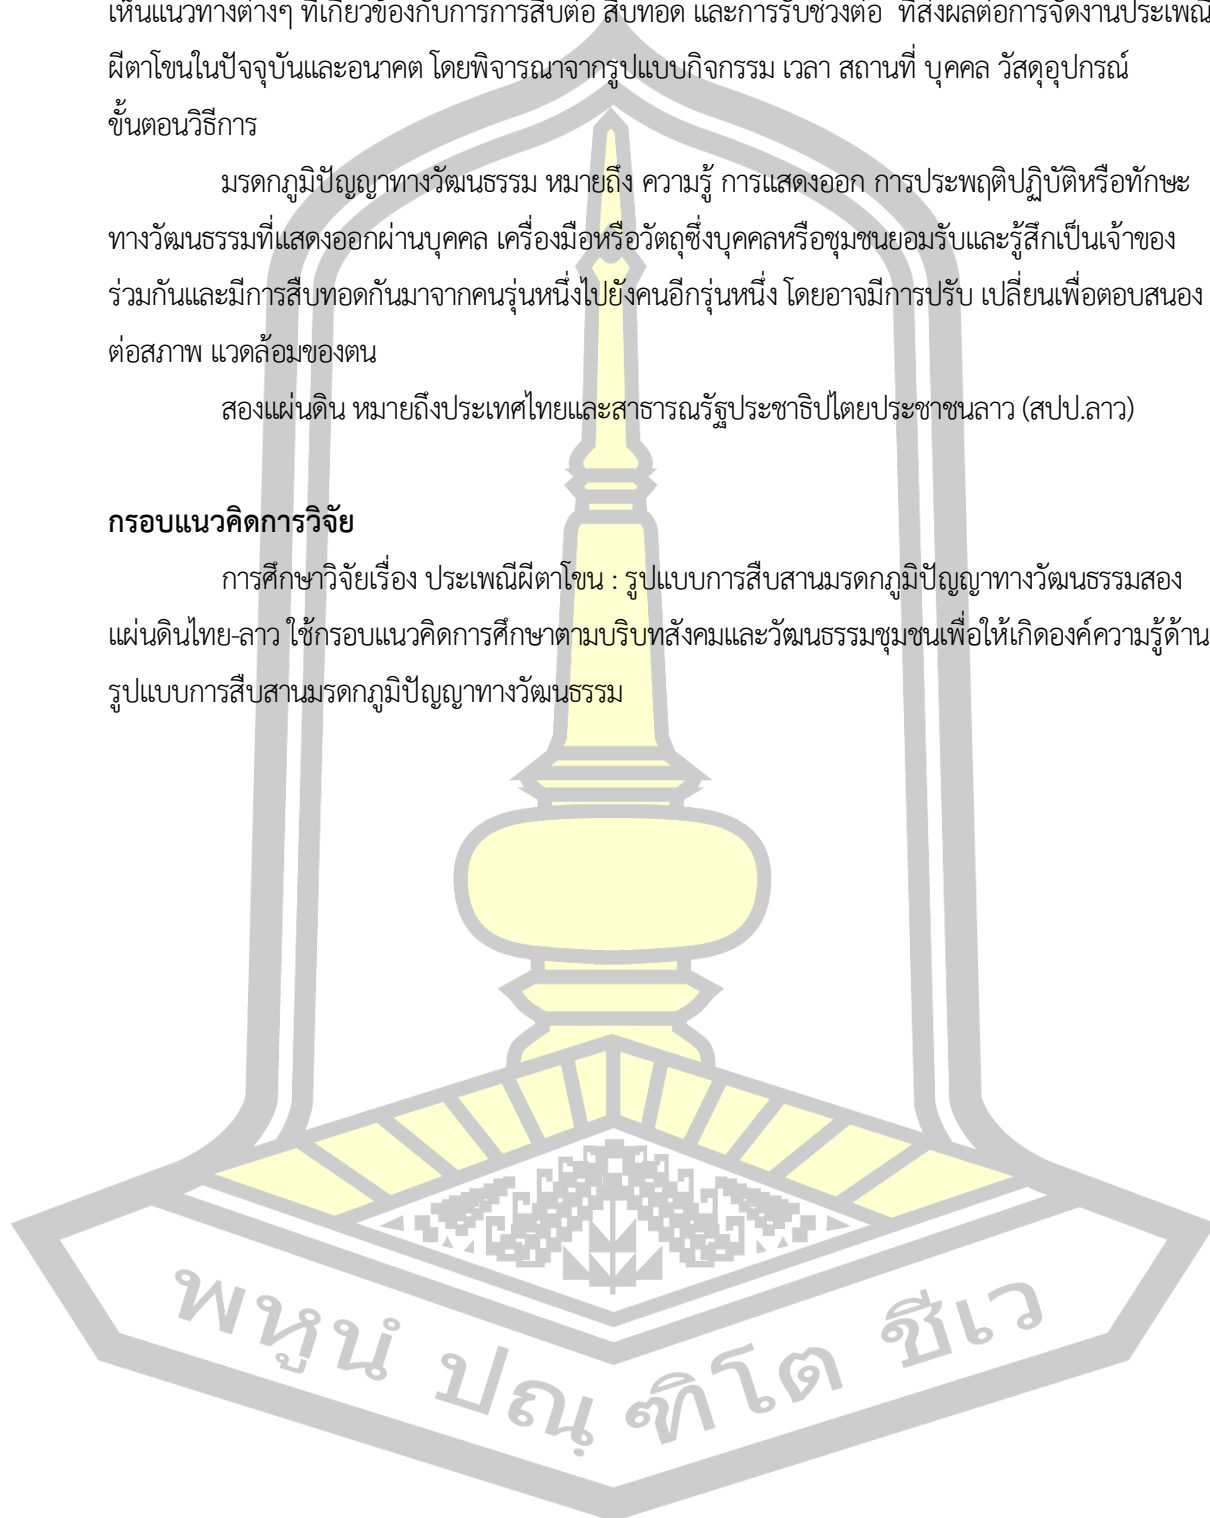 เห็นแนวทางต่างๆ ที่เกี่ยวข้องกับการการสืบต่อ สืบทอด และการรับช่วงต่อ ที่ส่งผลต่อการจัดงานประเพณี
ผีตาโขนในปัจจุบันและอนาคต โดยพิจารณาจากรูปแบบกิจกรรม เวลา สถานที่ บุคคล วัสดุอุปกรณ์
ขั้นตอนวิธีการ
มรดกภูมิปัญญาทางวัฒนธรรม หมายถึง ความรู้ การแสดงออก การประพฤติปฏิบัติหรือทักษะ
ทางวัฒนธรรมที่แสดงออกผ่านบุคคล เครื่องมือหรือวัตถุซึ่งบุคคลหรือชุมชนยอมรับและรู้สึกเป็นเจ้าของ
ร่วมกันและมีการสืบทอดกันมาจากคนรุ่นหนึ่งไปยังคนอีกรุ่นหนึ่ง โดยอาจมีการปรับ เปลี่ยนเพื่อตอบสนอง
ต่อสภาพ แวดล้อมของตน
สองแผ่นดิน หมายถึงประเทศไทยและสาธารณรัฐประชาธิปไตยประชาชนลาว (สปป.ลาว)
กรอบแนวคิดการวิจัย
การศึกษาวิจัยเรื่อง ประเพณีผีตาโขน : รูปแบบการสืบสานมรดกภูมิปัญญาทางวัฒนธรรมสอง
แผ่นดินไทย-ลาว ใช้กรอบแนวคิดการศึกษาตามบริบทสังคมและวัฒนธรรมชุมชนเพื่อให้เกิดองค์ความรู้ด้าน
รูปแบบการสืบสานมรดกภูมิปัญญาทางวัฒนธรรม
พหูนํ ปณฺฑิโต ชีเว